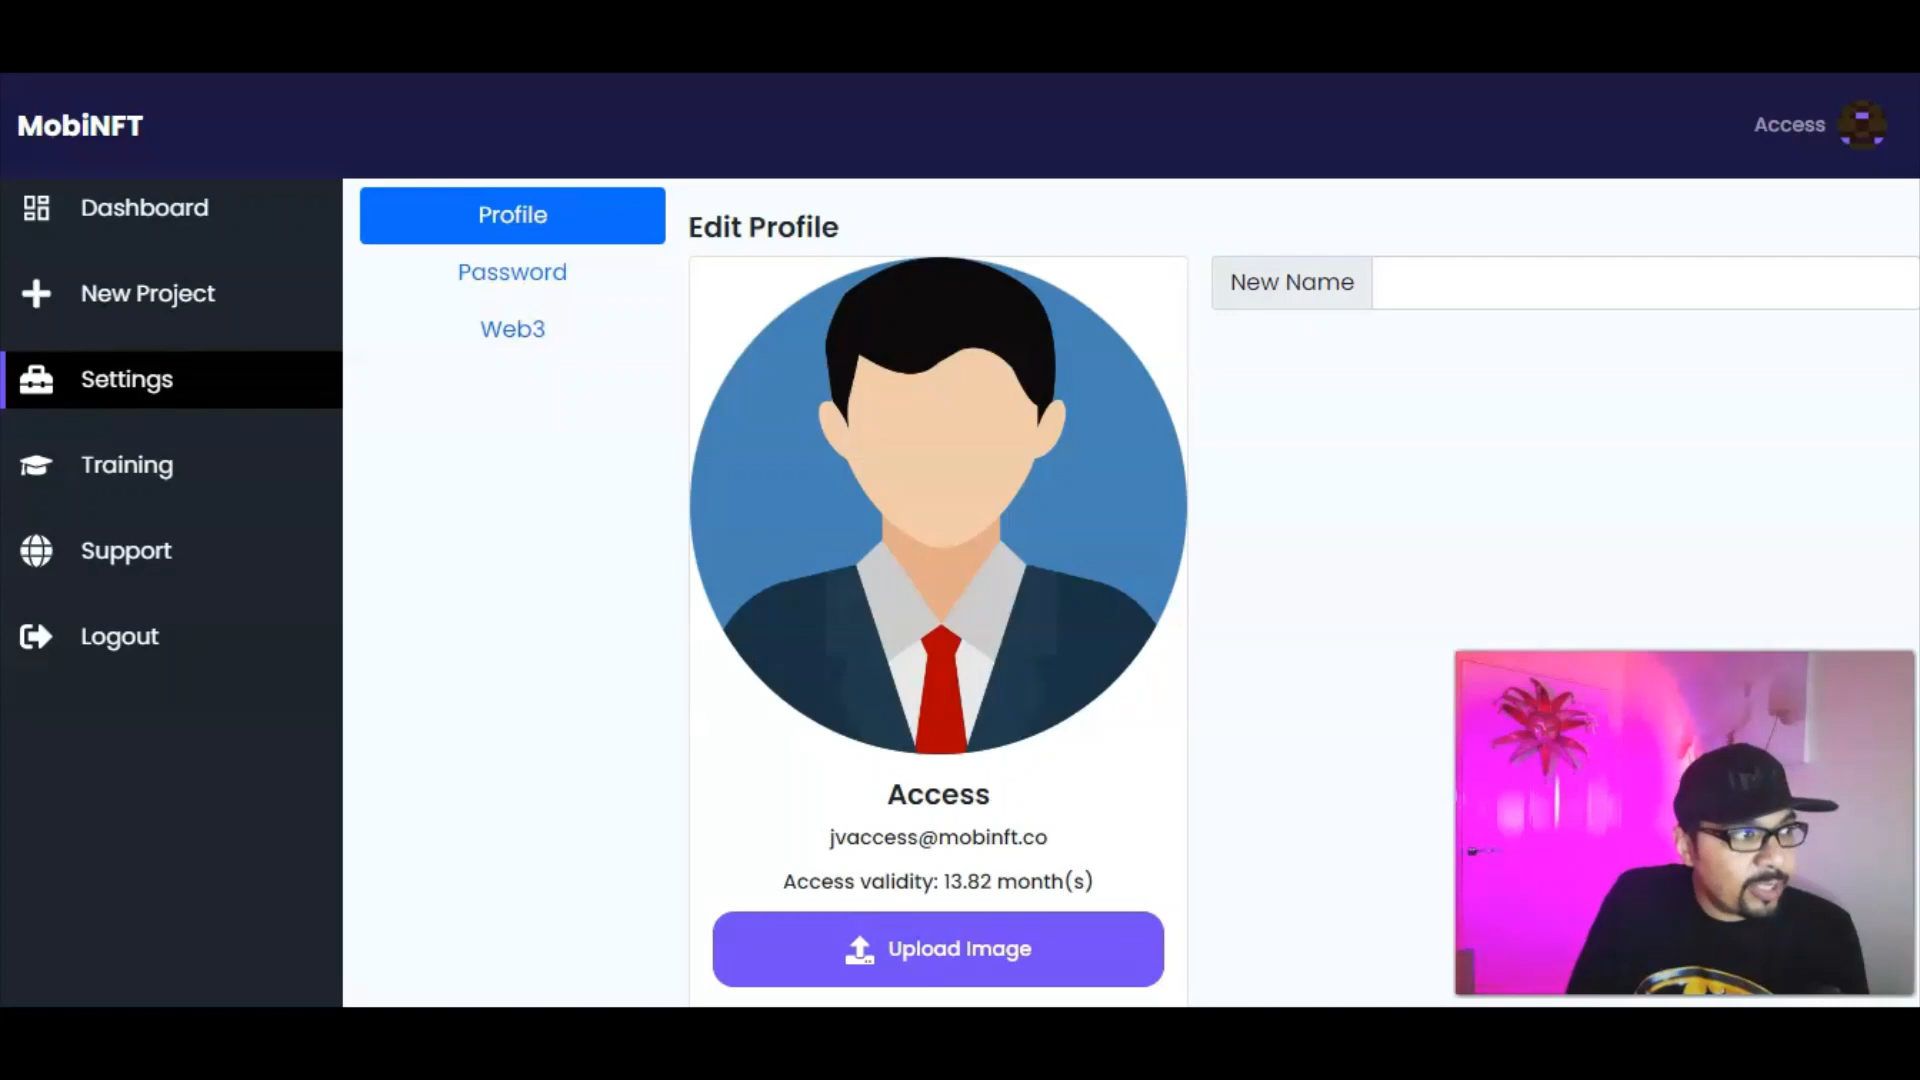 MobiNFT
Access
Dashboard
New Project
Settings
Training
Support
Logout
Profile
Password
Web3
Edit Profile
New Name
Access
jvaccess@mobinft.co
Access validity: 13.82 month(s)
Upload Image